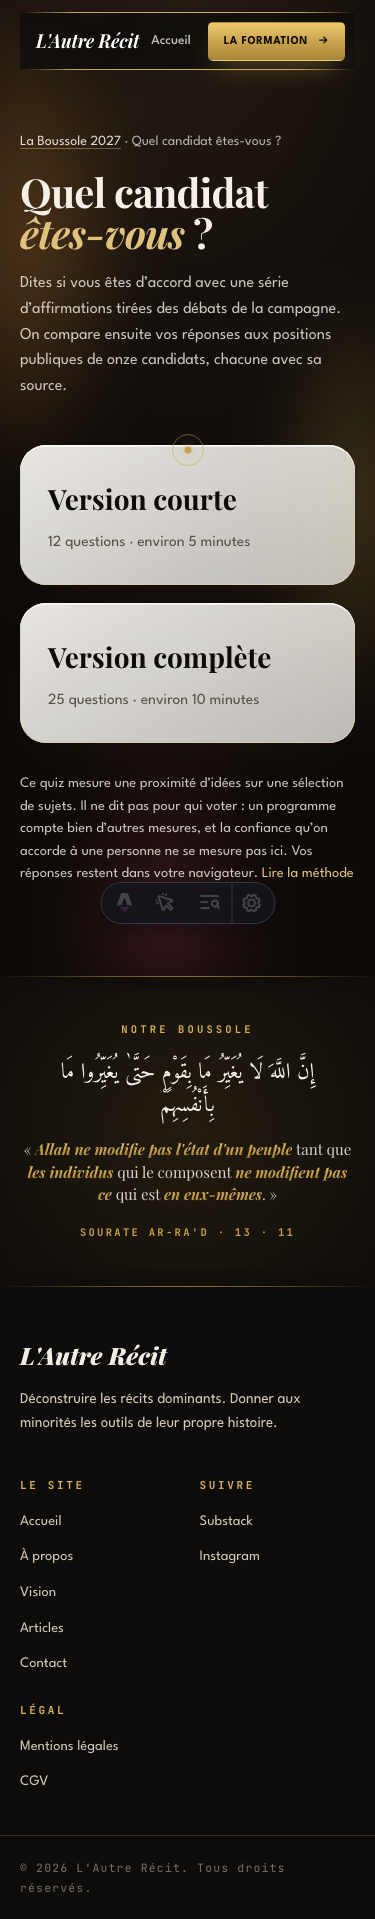 L'Autre Récit Accueil LA FORMATION →
La Boussole 2027 · Quel candidat êtes-vous ?
Quel candidat
êtes-vous ?
Dites si vous êtes d’accord avec une série
d’affirmations tirées des débats de la campagne.
On compare ensuite vos réponses aux positions
publiques de onze candidats, chacune avec sa
source.
Version courte
12 questions · environ 5 minutes
Version complète
25 questions · environ 10 minutes
Ce quiz mesure une proximité d’idées sur une sélection
de sujets. Il ne dit pas pour qui voter : un programme
compte bien d’autres mesures, et la confiance qu’on
accorde à une personne ne se mesure pas ici. Vos
réponses restent dans votre navigateur. Lire la méthode
NOTRE BOUSSOLE
إِنَّ اللَّهَ لَا يُغَيِّرُ مَا بِقَوْمٍ حَتَّىٰ يُغَيِّرُوا مَا
بِأَنْفُسِهِمْ
« Allah ne modifie pas l'état d'un peuple tant que
les individus qui le composent ne modifient pas
ce qui est en eux-mêmes. »
SOURATE AR-RA'D · 13 · 11
L'Autre Récit
Déconstruire les récits dominants. Donner aux
minorités les outils de leur propre histoire.
LE SITE
Accueil
À propos
Vision
Articles
Contact
SUIVRE
Substack
Instagram
LÉGAL
Mentions légales
CGV
© 2026 L'Autre Récit. Tous droits
réservés.